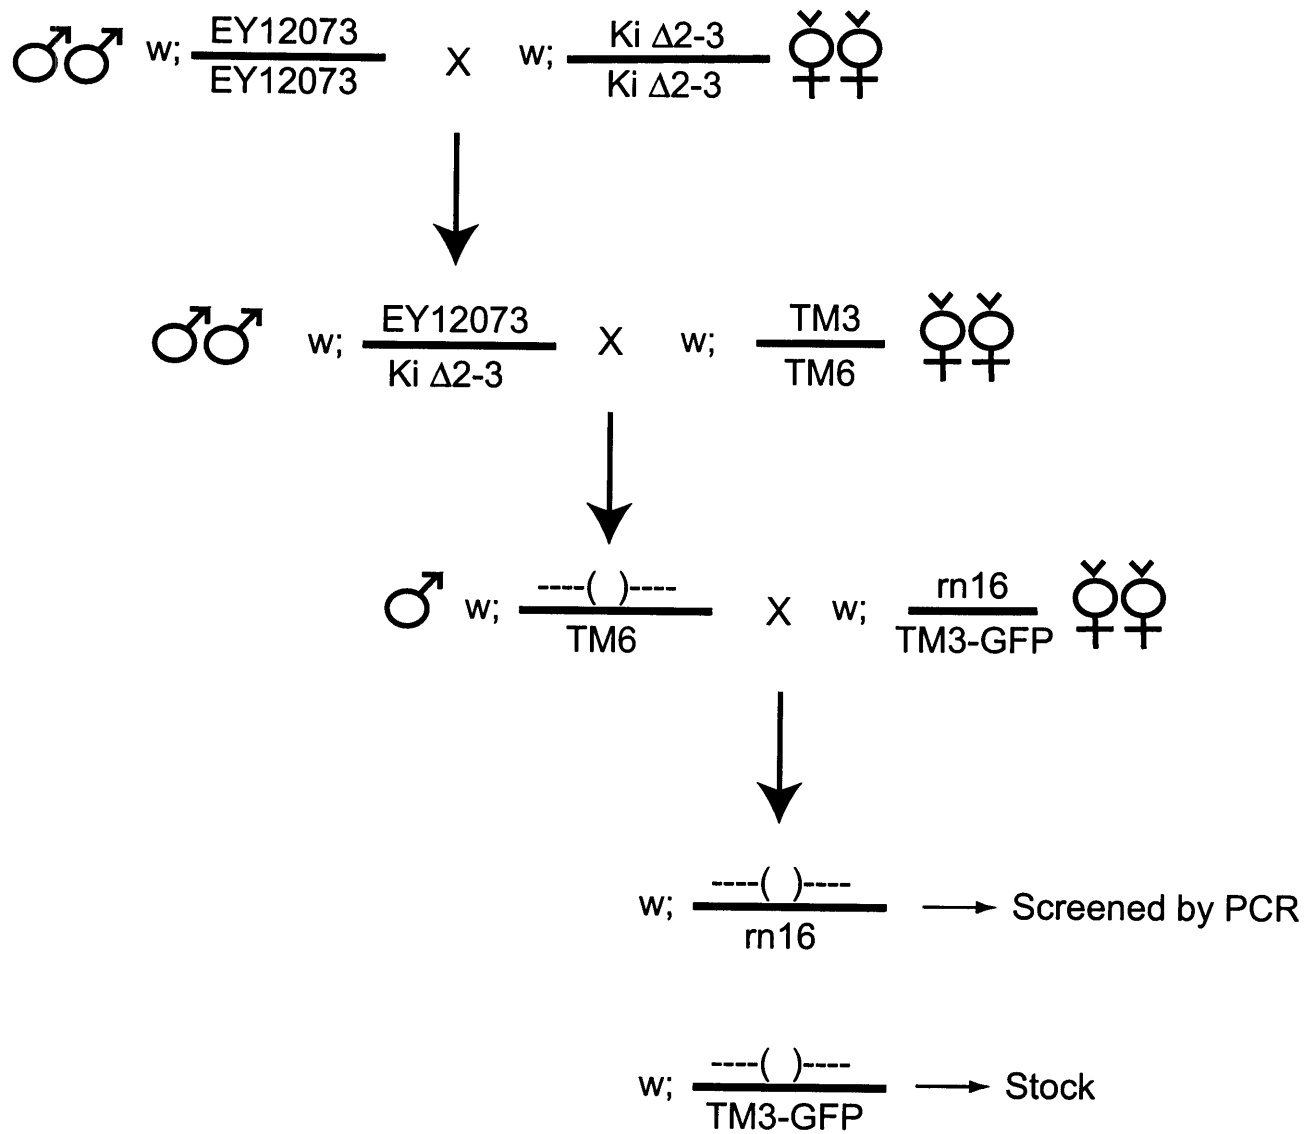 w; EY12073 X w; Ki Δ2-3
EY12073 Ki Δ2-3
w; EY12073 X w; TM3
Ki Δ2-3 TM6
w; ----( )---- X w; rn16
TM6 TM3-GFP
w; ----( )---- Screened by PCR
rn16
w; ----( )---- Stock
TM3-GFP